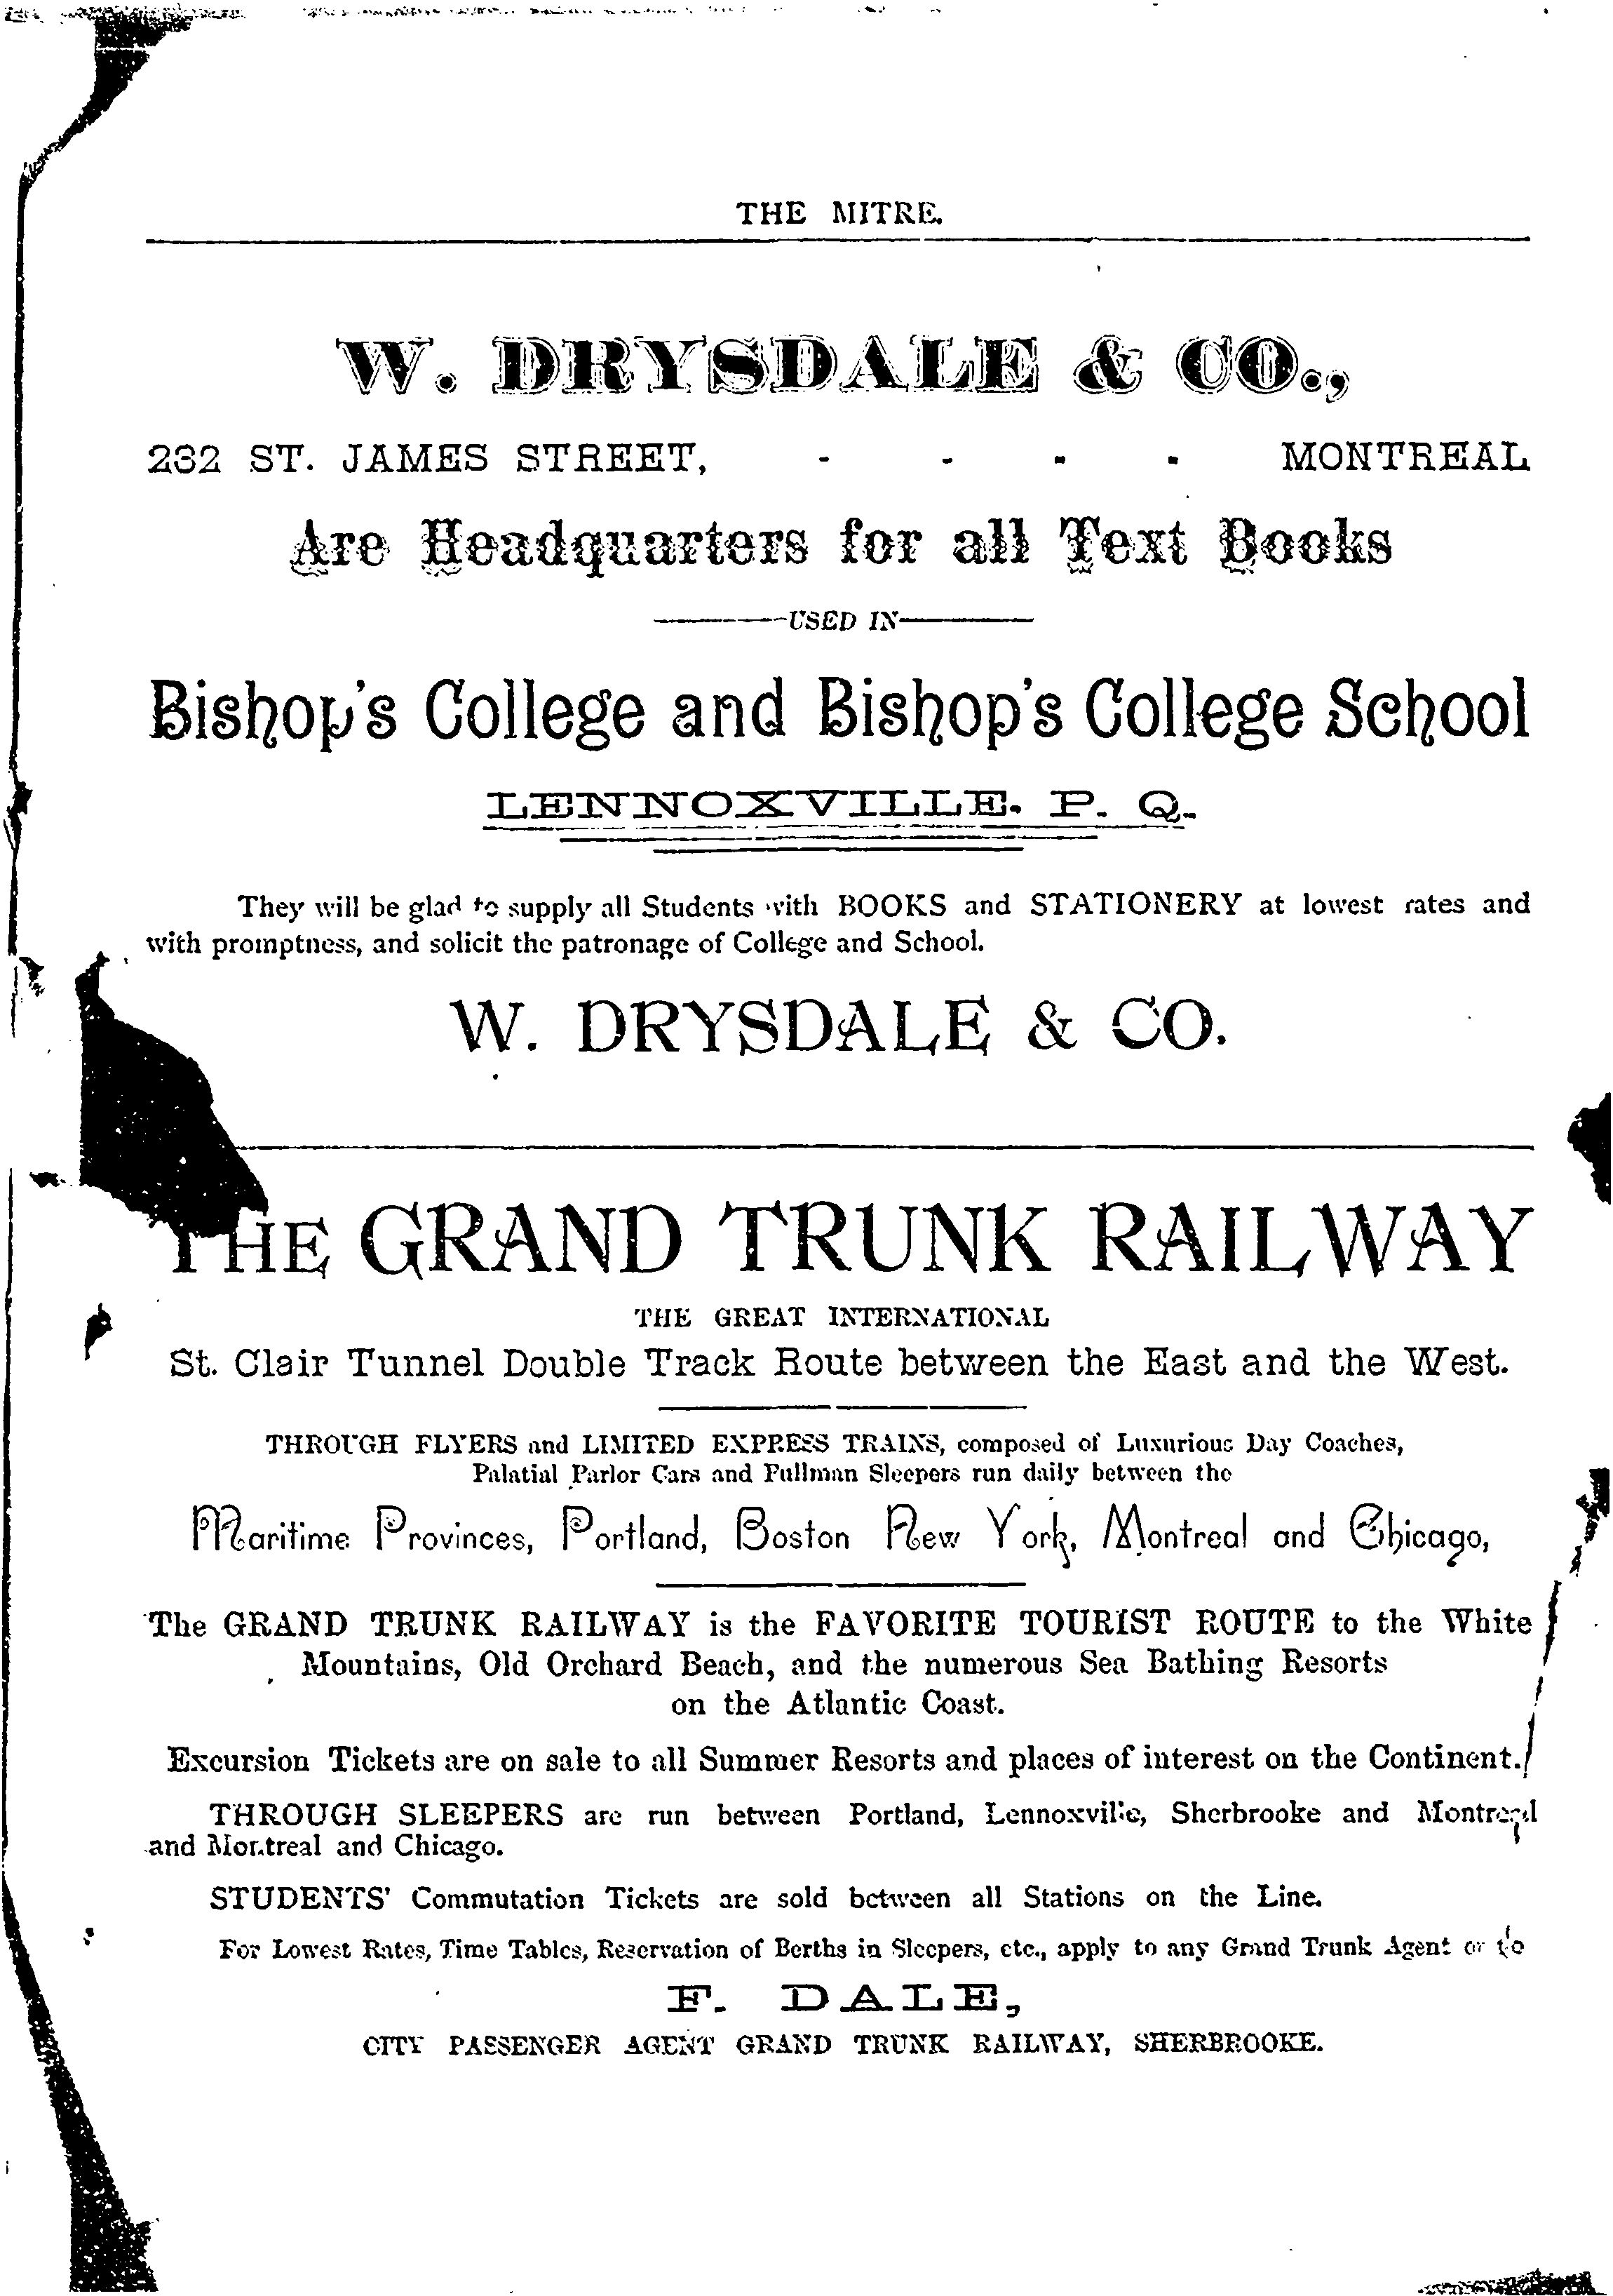 THE MITRE.
W. DRYSDALE & CO.,
232 ST. JAMES STREET, - - - - MONTREAL
Are Headquarters for all Text Books
USED IN
Bishop's College and Bishop's College School
LENNOXVILLE. P. Q.
They will be glad to supply all Students with BOOKS and STATIONERY at lowest rates and
with promptness, and solicit the patronage of College and School.
W. DRYSDALE & CO.
THE GRAND TRUNK RAILWAY
THE GREAT INTERNATIONAL
St. Clair Tunnel Double Track Route between the East and the West.
THROUGH FLYERS and LIMITED EXPRESS TRAINS, composed of Luxurious Day Coaches,
Palatial Parlor Cars and Pullman Sleepers run daily between the
Maritime Provinces, Portland, Boston New York, Montreal and Chicago,
The GRAND TRUNK RAILWAY is the FAVORITE TOURIST ROUTE to the White
Mountains, Old Orchard Beach, and the numerous Sea Bathing Resorts
on the Atlantic Coast.
Excursion Tickets are on sale to all Summer Resorts and places of interest on the Continent.
THROUGH SLEEPERS are run between Portland, Lennoxville, Sherbrooke and Montreal
and Montreal and Chicago.
STUDENTS' Commutation Tickets are sold between all Stations on the Line.
For Lowest Rates, Time Tables, Reservation of Berths in Sleepers, etc., apply to any Grand Trunk Agent or to
F. DALE,
CITY PASSENGER AGENT GRAND TRUNK RAILWAY, SHERBROOKE.